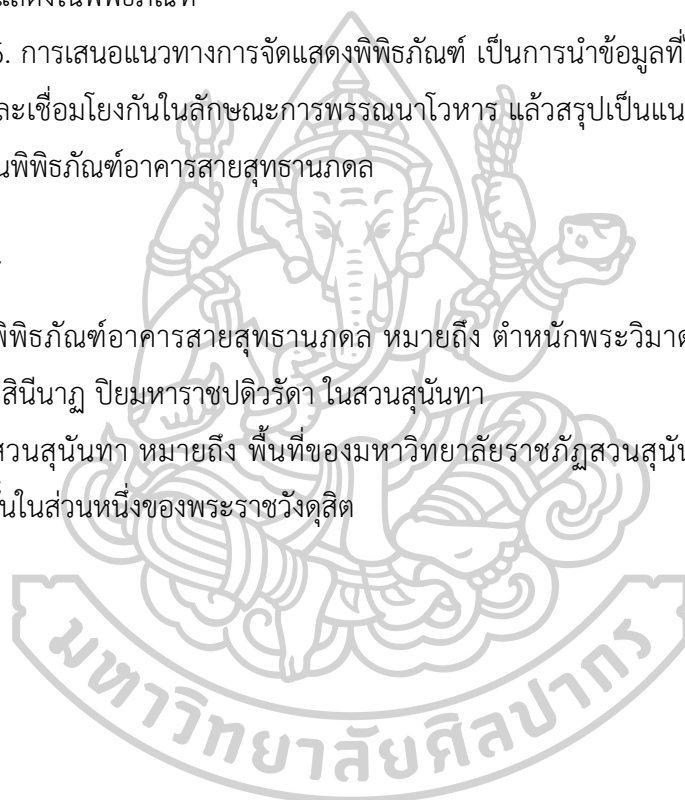 แสดงในพิพิธภัณฑ์
. การเสนอแนวทางการจัดแสดงพิพิธภัณฑ์ เป็นการนำข้อมูลที่
ละเชื่อมโยงกันในลักษณะการพรรณนาโวหาร แล้วสรุปเป็นแน
นพิพิธภัณฑ์อาคารสายสุทธานภดล
พิพิธภัณฑ์อาคารสายสุทธานภดล หมายถึง ตำหนักพระวิมาด
สินีนาฏ ปิยมหาราชปดิวรัดา ในสวนสุนันทา
สวนสุนันทา หมายถึง พื้นที่ของมหาวิทยาลัยราชภัฏสวนสุนัน
ั้นในส่วนหนึ่งของพระราชวังดุสิต
มหาวิทยาลัยศิลปากร